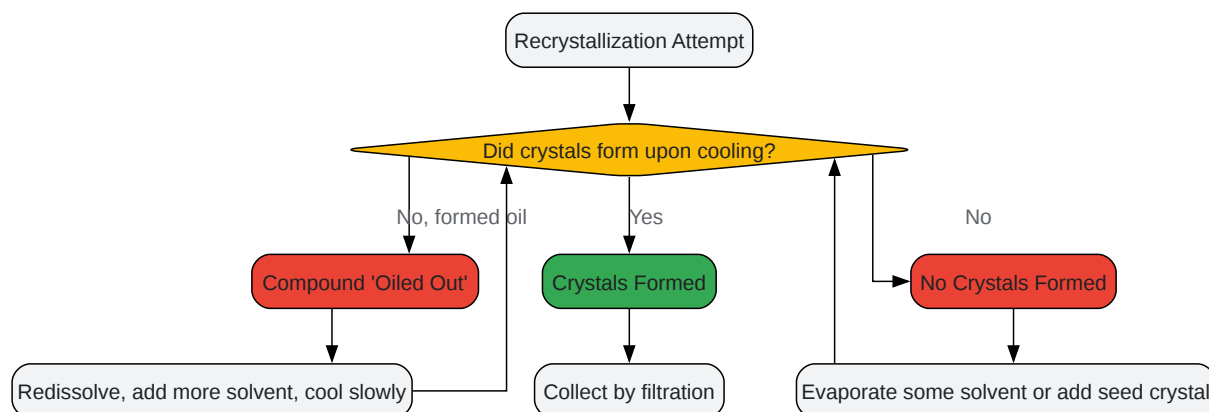 Recrystallization Attempt
Did crystals form upon cooling?
No, formed oil
Yes
No
Compound 'Oiled Out'
Crystals Formed
No Crystals Formed
Redissolve, add more solvent, cool slowly
Collect by filtration
Evaporate some solvent or add seed crystal